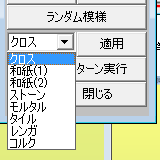 ランダム模様
クロス 適用
クロス
和紙(1)
和紙(2)
ストーン
モルタル
タイル
レンガ
コルク
ターン実行
閉じる